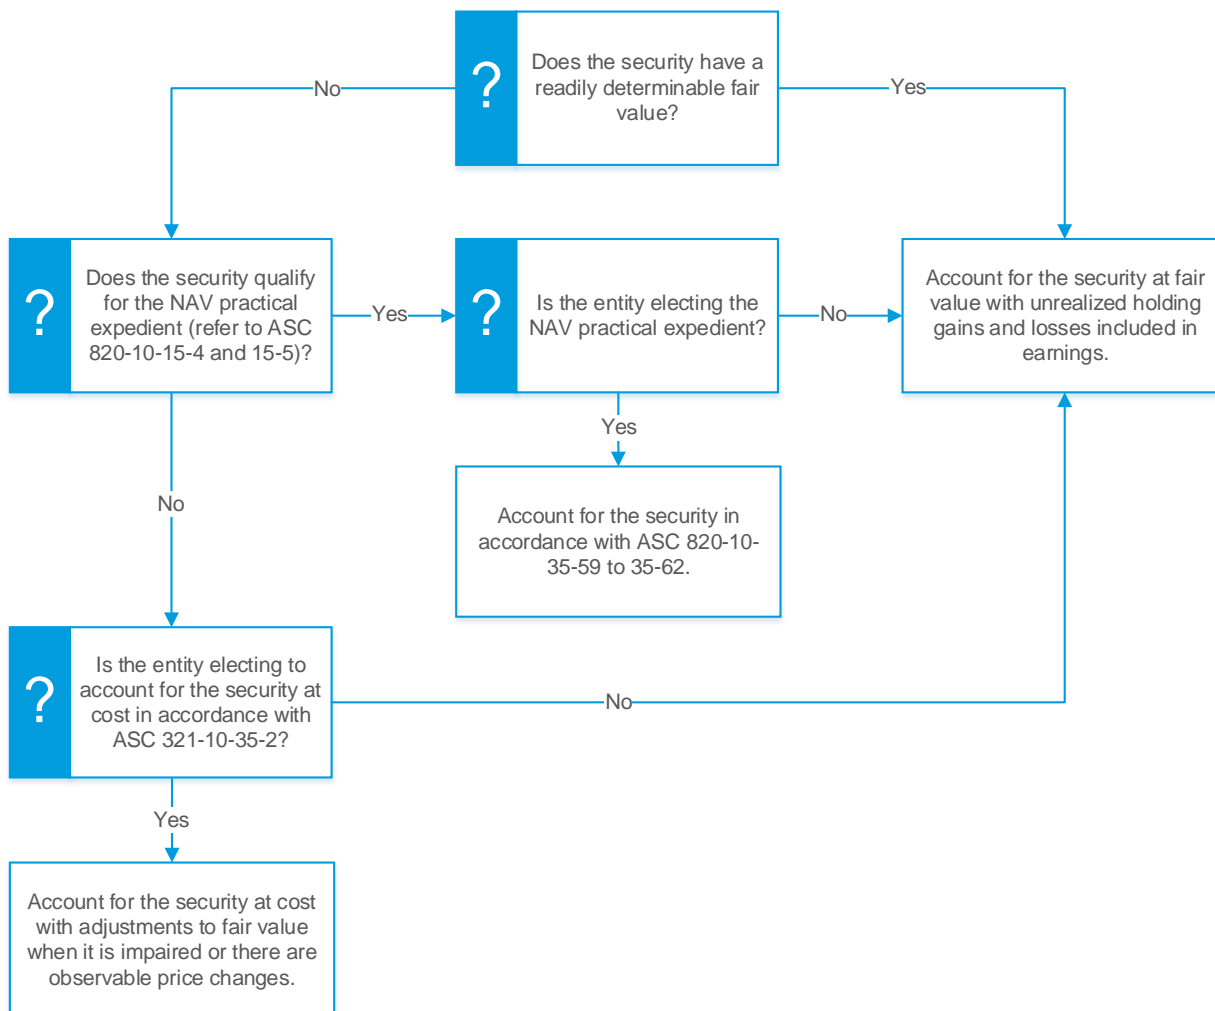 ?
Does the security have a
readily determinable fair
value?
No
Yes
?
Does the security qualify
for the NAV practical
expedient (refer to ASC
820-10-15-4 and 15-5)?
Yes
?
Is the entity electing the
NAV practical expedient?
No
Account for the security at fair
value with unrealized holding
gains and losses included in
earnings.
Yes
Account for the security in
accordance with ASC 820-10-
35-59 to 35-62.
No
?
Is the entity electing to
account for the security at
cost in accordance with
ASC 321-10-35-2?
No
Yes
Account for the security at cost
with adjustments to fair value
when it is impaired or there are
observable price changes.